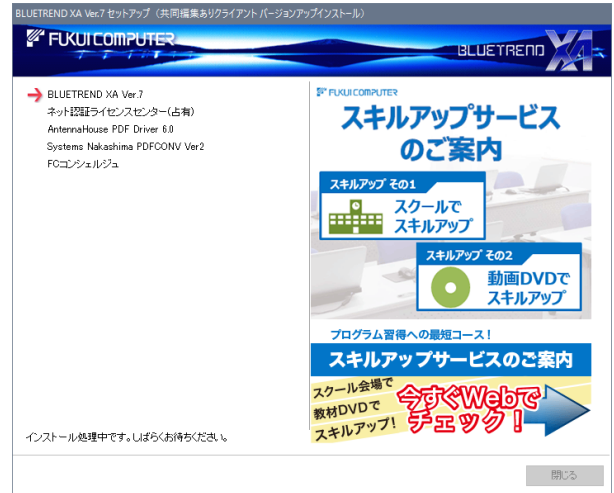 BLUETREND XA Ver.7 セットアップ（共同編集ありクライアント バージョンアップインストール）
FUKUI COMPUTER
BLUETREND XA
BLUETREND XA Ver.7
ネット認証ライセンスセンター(占有)
AntennaHouse PDF Driver 6.0
Systems Nakashima PDFCONV Ver2
FCコンシェルジュ
インストール処理中です。しばらくお待ちください。
FUKUI COMPUTER
スキルアップサービス
のご案内
スキルアップ その1
スクールで
スキルアップ
スキルアップ その2
動画DVDで
スキルアップ
プログラム習得への最短コース！
スキルアップサービスのご案内
スクール会場で
教材DVDで
スキルアップ!
今すぐWebで
チェック！
閉じる